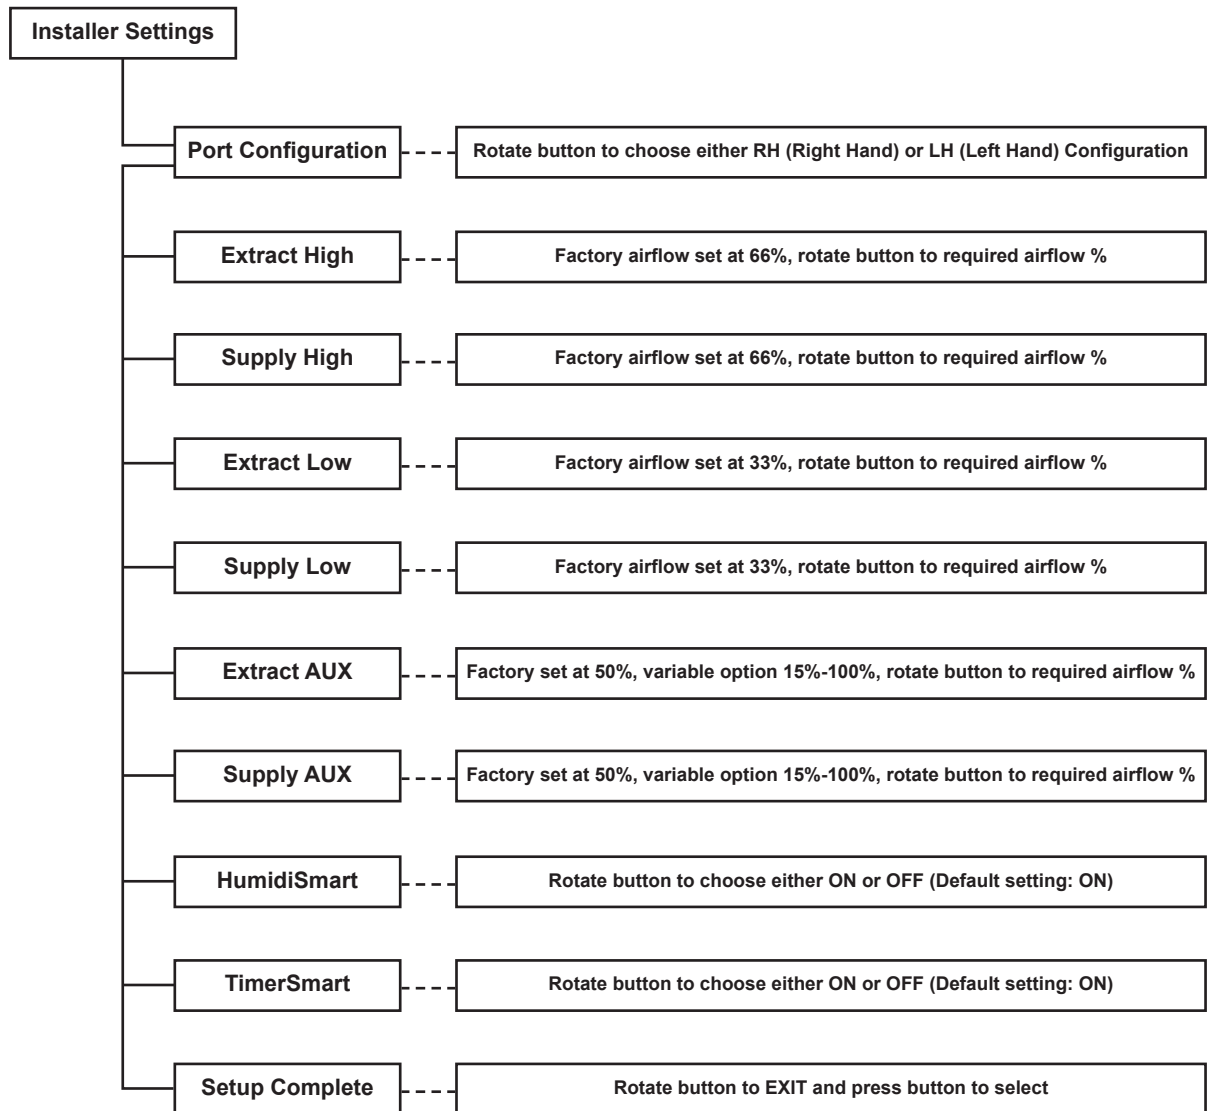 Installer Settings
Port Configuration
Rotate button to choose either RH (Right Hand) or LH (Left Hand) Configuration
Extract High
Factory airflow set at 66%, rotate button to required airflow %
Supply High
Factory airflow set at 66%, rotate button to required airflow %
Extract Low
Factory airflow set at 33%, rotate button to required airflow %
Supply Low
Factory airflow set at 33%, rotate button to required airflow %
Extract AUX
Factory set at 50%, variable option 15%-100%, rotate button to required airflow %
Supply AUX
Factory set at 50%, variable option 15%-100%, rotate button to required airflow %
HumidiSmart
Rotate button to choose either ON or OFF (Default setting: ON)
TimerSmart
Rotate button to choose either ON or OFF (Default setting: ON)
Setup Complete
Rotate button to EXIT and press button to select